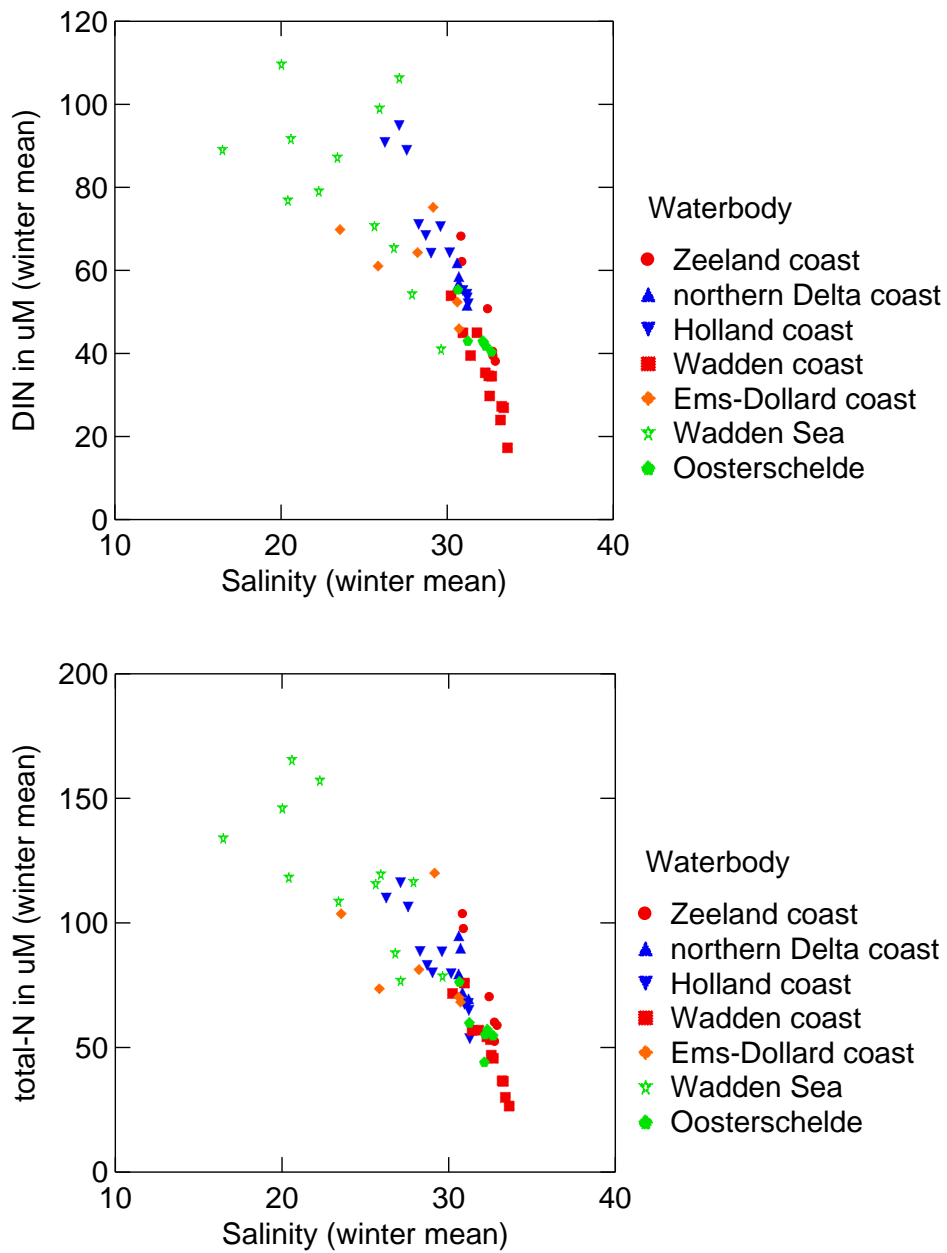 120
100
80
60
40
20
0
DIN in uM (winter mean)
10 20 30 40
Salinity (winter mean)
Waterbody
Zeeland coast
northern Delta coast
Holland coast
Wadden coast
Ems-Dollard coast
Wadden Sea
Oosterschelde
200
150
100
50
0
total-N in uM (winter mean)
10 20 30 40
Salinity (winter mean)
Waterbody
Zeeland coast
northern Delta coast
Holland coast
Wadden coast
Ems-Dollard coast
Wadden Sea
Oosterschelde